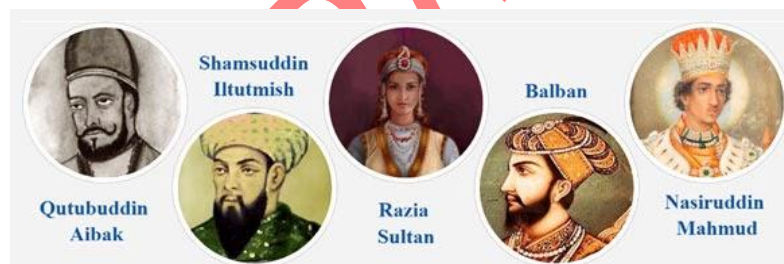 Qutubuddin
Aibak
Shamsuddin
Iltutmish
Razia
Sultan
Balban
Nasiruddin
Mahmud